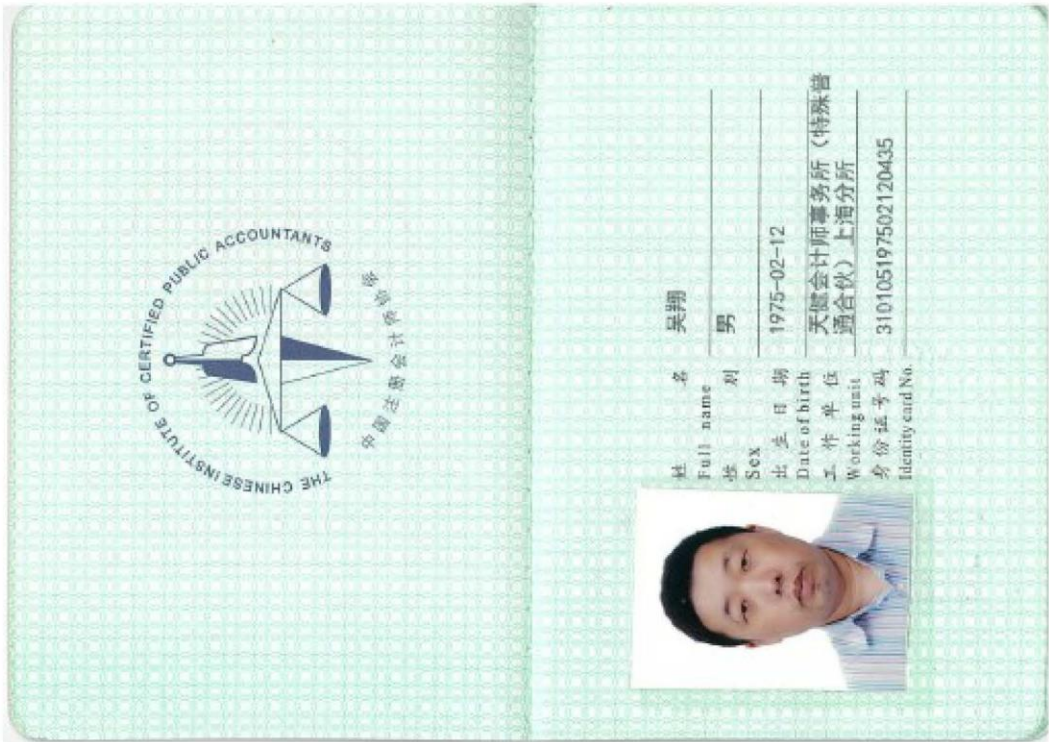 THE CHINESE INSTITUTE OF CERTIFIED PUBLIC ACCOUNTANTS
中国注册会计师协会
姓名 吴翔
Full name
性别 男
Sex
出生日期 1975-02-12
Date of birth
工作单位 天健会计师事务所（特殊普
通合伙）上海分所
Working unit
身份证号码 310105197502120435
Identity card No.